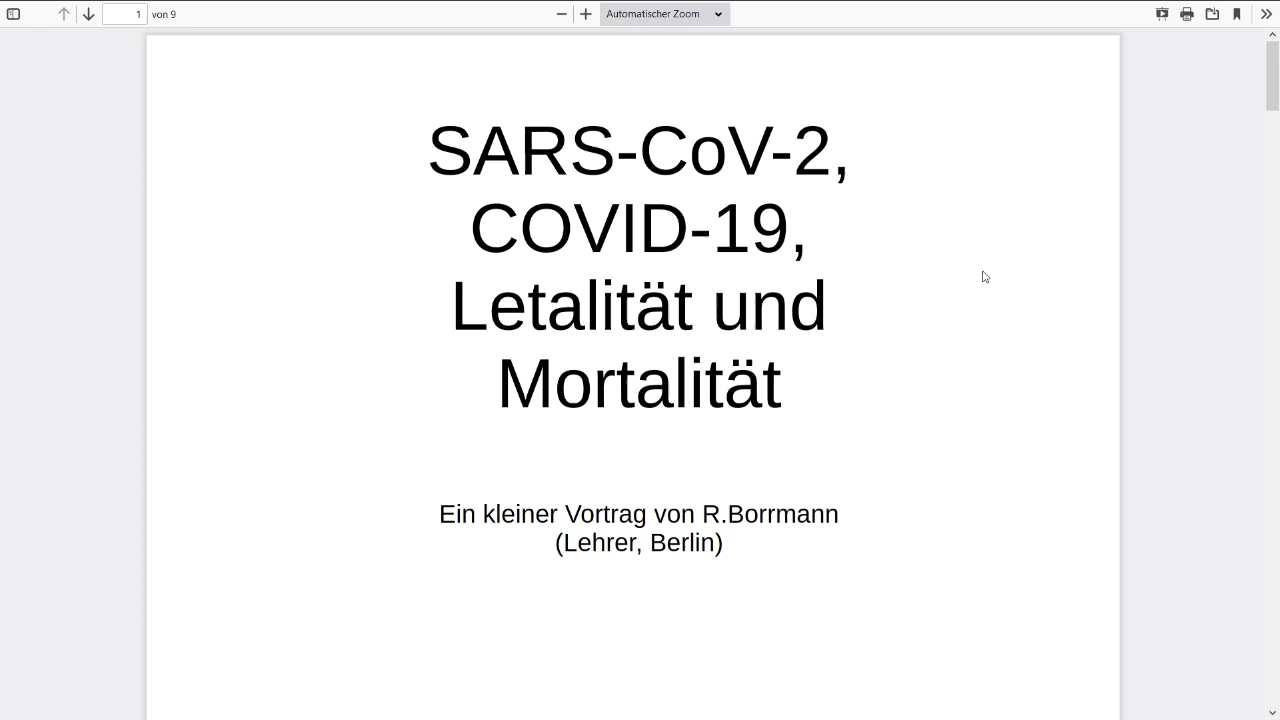 1 von 9 Automatischer Zoom
SARS-CoV-2,
COVID-19,
Letalität und
Mortalität
Ein kleiner Vortrag von R.Borrmann
(Lehrer, Berlin)